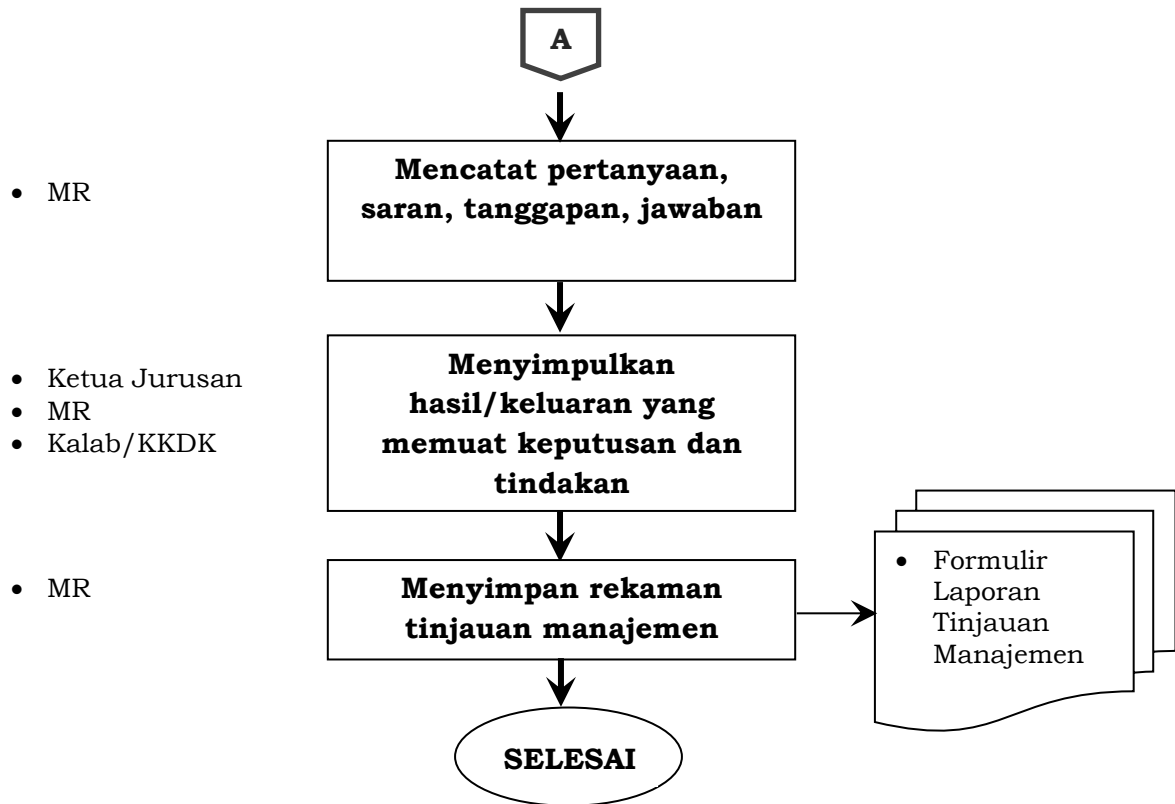 A
• MR
Mencatat pertanyaan,
saran, tanggapan, jawaban
• Ketua Jurusan
• MR
• Kalab/KKDK
Menyimpulkan
hasil/keluaran yang
memuat keputusan dan
tindakan
• MR
Menyimpan rekaman
tinjauan manajemen
• Formulir
Laporan
Tinjauan
Manajemen
SELESAI